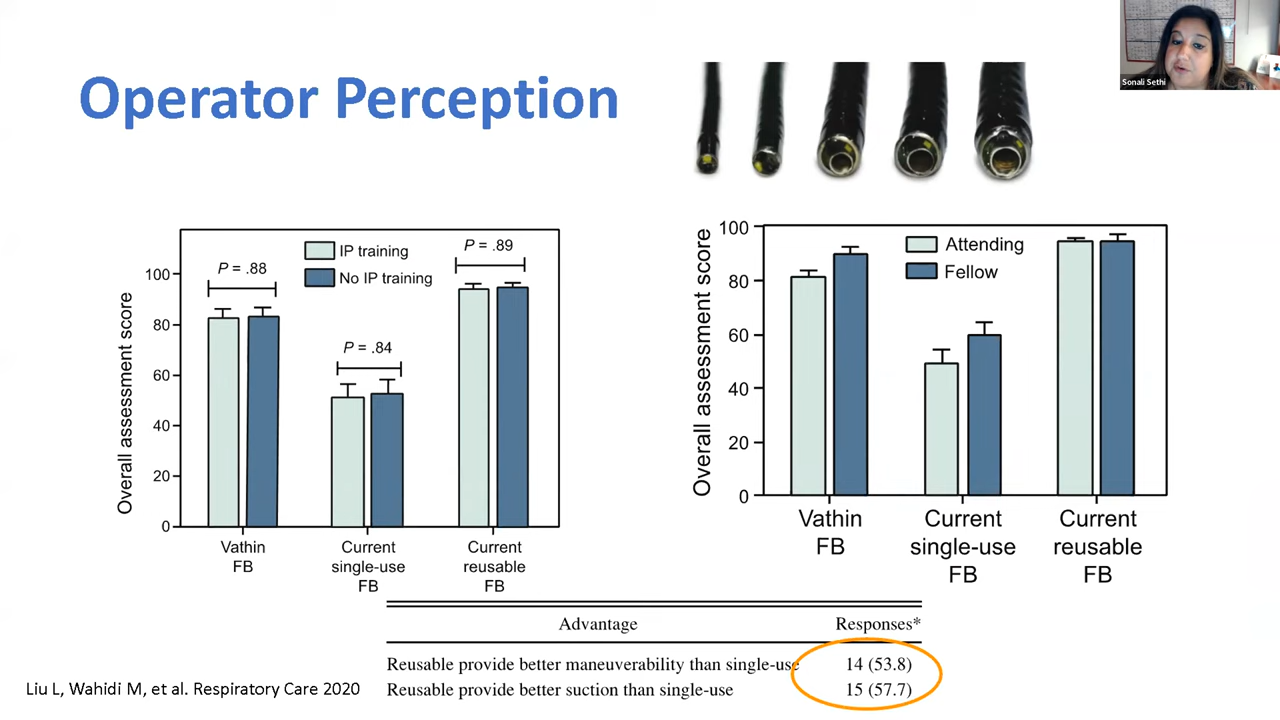 Operator Perception
Sonali Sethi
Overall assessment score
100
80
60
40
20
0
IP training
No IP training
P = .88
P = .84
P = .89
Vathin
FB
Current
single-use
FB
Current
reusable
FB
Overall assessment score
100
80
60
40
20
0
Attending
Fellow
Vathin
FB
Current
single-use
FB
Current
reusable
FB
Advantage Responses*
Reusable provide better maneuverability than single-use 14 (53.8)
Reusable provide better suction than single-use 15 (57.7)
Liu L, Wahidi M, et al. Respiratory Care 2020